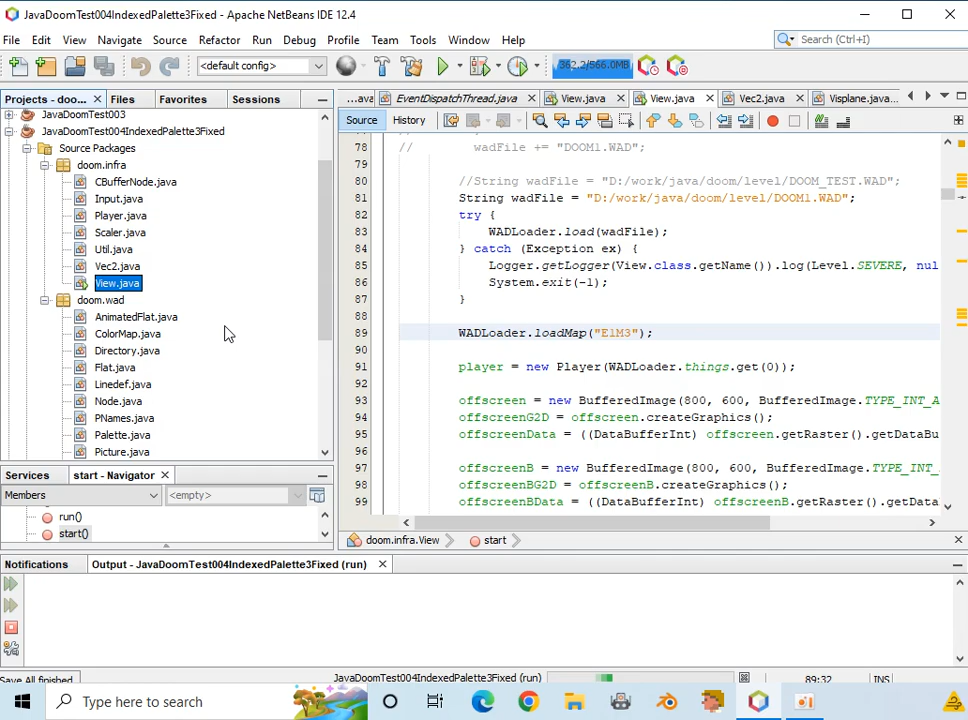 JavaDoomTest004IndexedPalette3Fixed - Apache NetBeans IDE 12.4
File Edit View Navigate Source Refactor Run Debug Profile Team Tools Window Help
Search (Ctrl+I)
<default config> 362.2/566.0MB
Projects - doo... Files Favorites Sessions
...ava EventDispatchThread.java View.java View.java Vec2.java Visplane.java...
Source History
JavaDoomTest003
JavaDoomTest004IndexedPalette3Fixed
Source Packages
doom.infra
CBufferNode.java
Input.java
Player.java
Scaler.java
Util.java
Vec2.java
View.java
doom.wad
AnimatedFlat.java
ColorMap.java
Directory.java
Flat.java
Linedef.java
Node.java
PNames.java
Palette.java
Picture.java
78 // wadFile += "DOOM1.WAD";
79
80 //String wadFile = "D:/work/java/doom/level/DOOM_TEST.WAD";
81 String wadFile = "D:/work/java/doom/level/DOOM1.WAD";
82 try {
83 WADLoader.load(wadFile);
84 } catch (Exception ex) {
85 Logger.getLogger(View.class.getName()).log(Level.SEVERE, nul
86 System.exit(-1);
87 }
88
89 WADLoader.loadMap("E1M3");
90
91 player = new Player(WADLoader.things.get(0));
92
93 offscreen = new BufferedImage(800, 600, BufferedImage.TYPE_INT_A
94 offscreenG2D = offscreen.createGraphics();
95 offscreenData = ((DataBufferInt) offscreen.getRaster().getDataBu
96
97 offscreenB = new BufferedImage(800, 600, BufferedImage.TYPE_INT_
98 offscreenBG2D = offscreenB.createGraphics();
99 offscreenBData = ((DataBufferInt) offscreenB.getRaster().getData
Services start - Navigator
Members <empty>
run()
start()
doom.infra.View start
Notifications Output - JavaDoomTest004IndexedPalette3Fixed (run)
Save All finished.
JavaDoomTest004IndexedPalette3Fixed (run)
89:32 INS
Type here to search